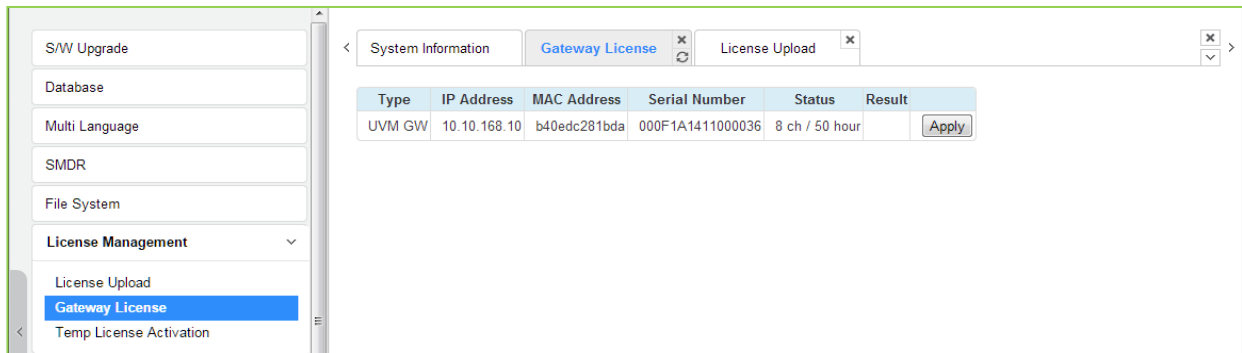 S/W Upgrade
Database
Multi Language
SMDR
File System
License Management
License Upload
Gateway License
Temp License Activation
System Information Gateway License License Upload
Type IP Address MAC Address Serial Number Status Result
UVM GW 10.10.168.10 b40edc281bda 000F1A1411000036 8 ch / 50 hour Apply